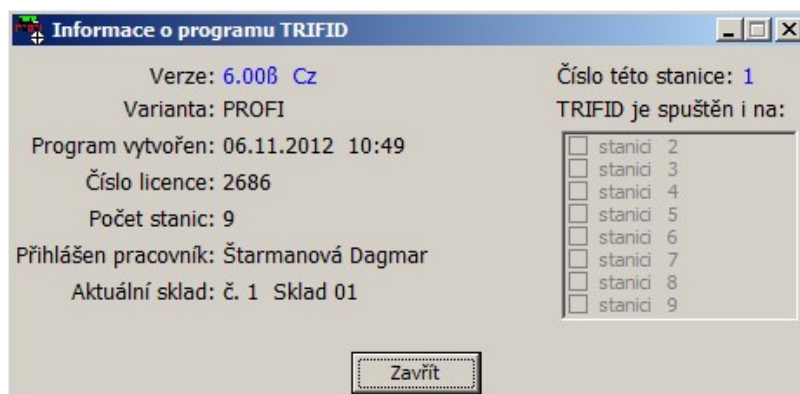 Informace o programu TRIFID
Verze: 6.00ß Cz
Varianta: PROFI
Program vytvořen: 06.11.2012 10:49
Číslo licence: 2686
Počet stanic: 9
Přihlášen pracovník: Štarmanová Dagmar
Aktuální sklad: č. 1 Sklad 01
Číslo této stanice: 1
TRIFID je spuštěn i na:
stanici 2
stanici 3
stanici 4
stanici 5
stanici 6
stanici 7
stanici 8
stanici 9
Zavřít